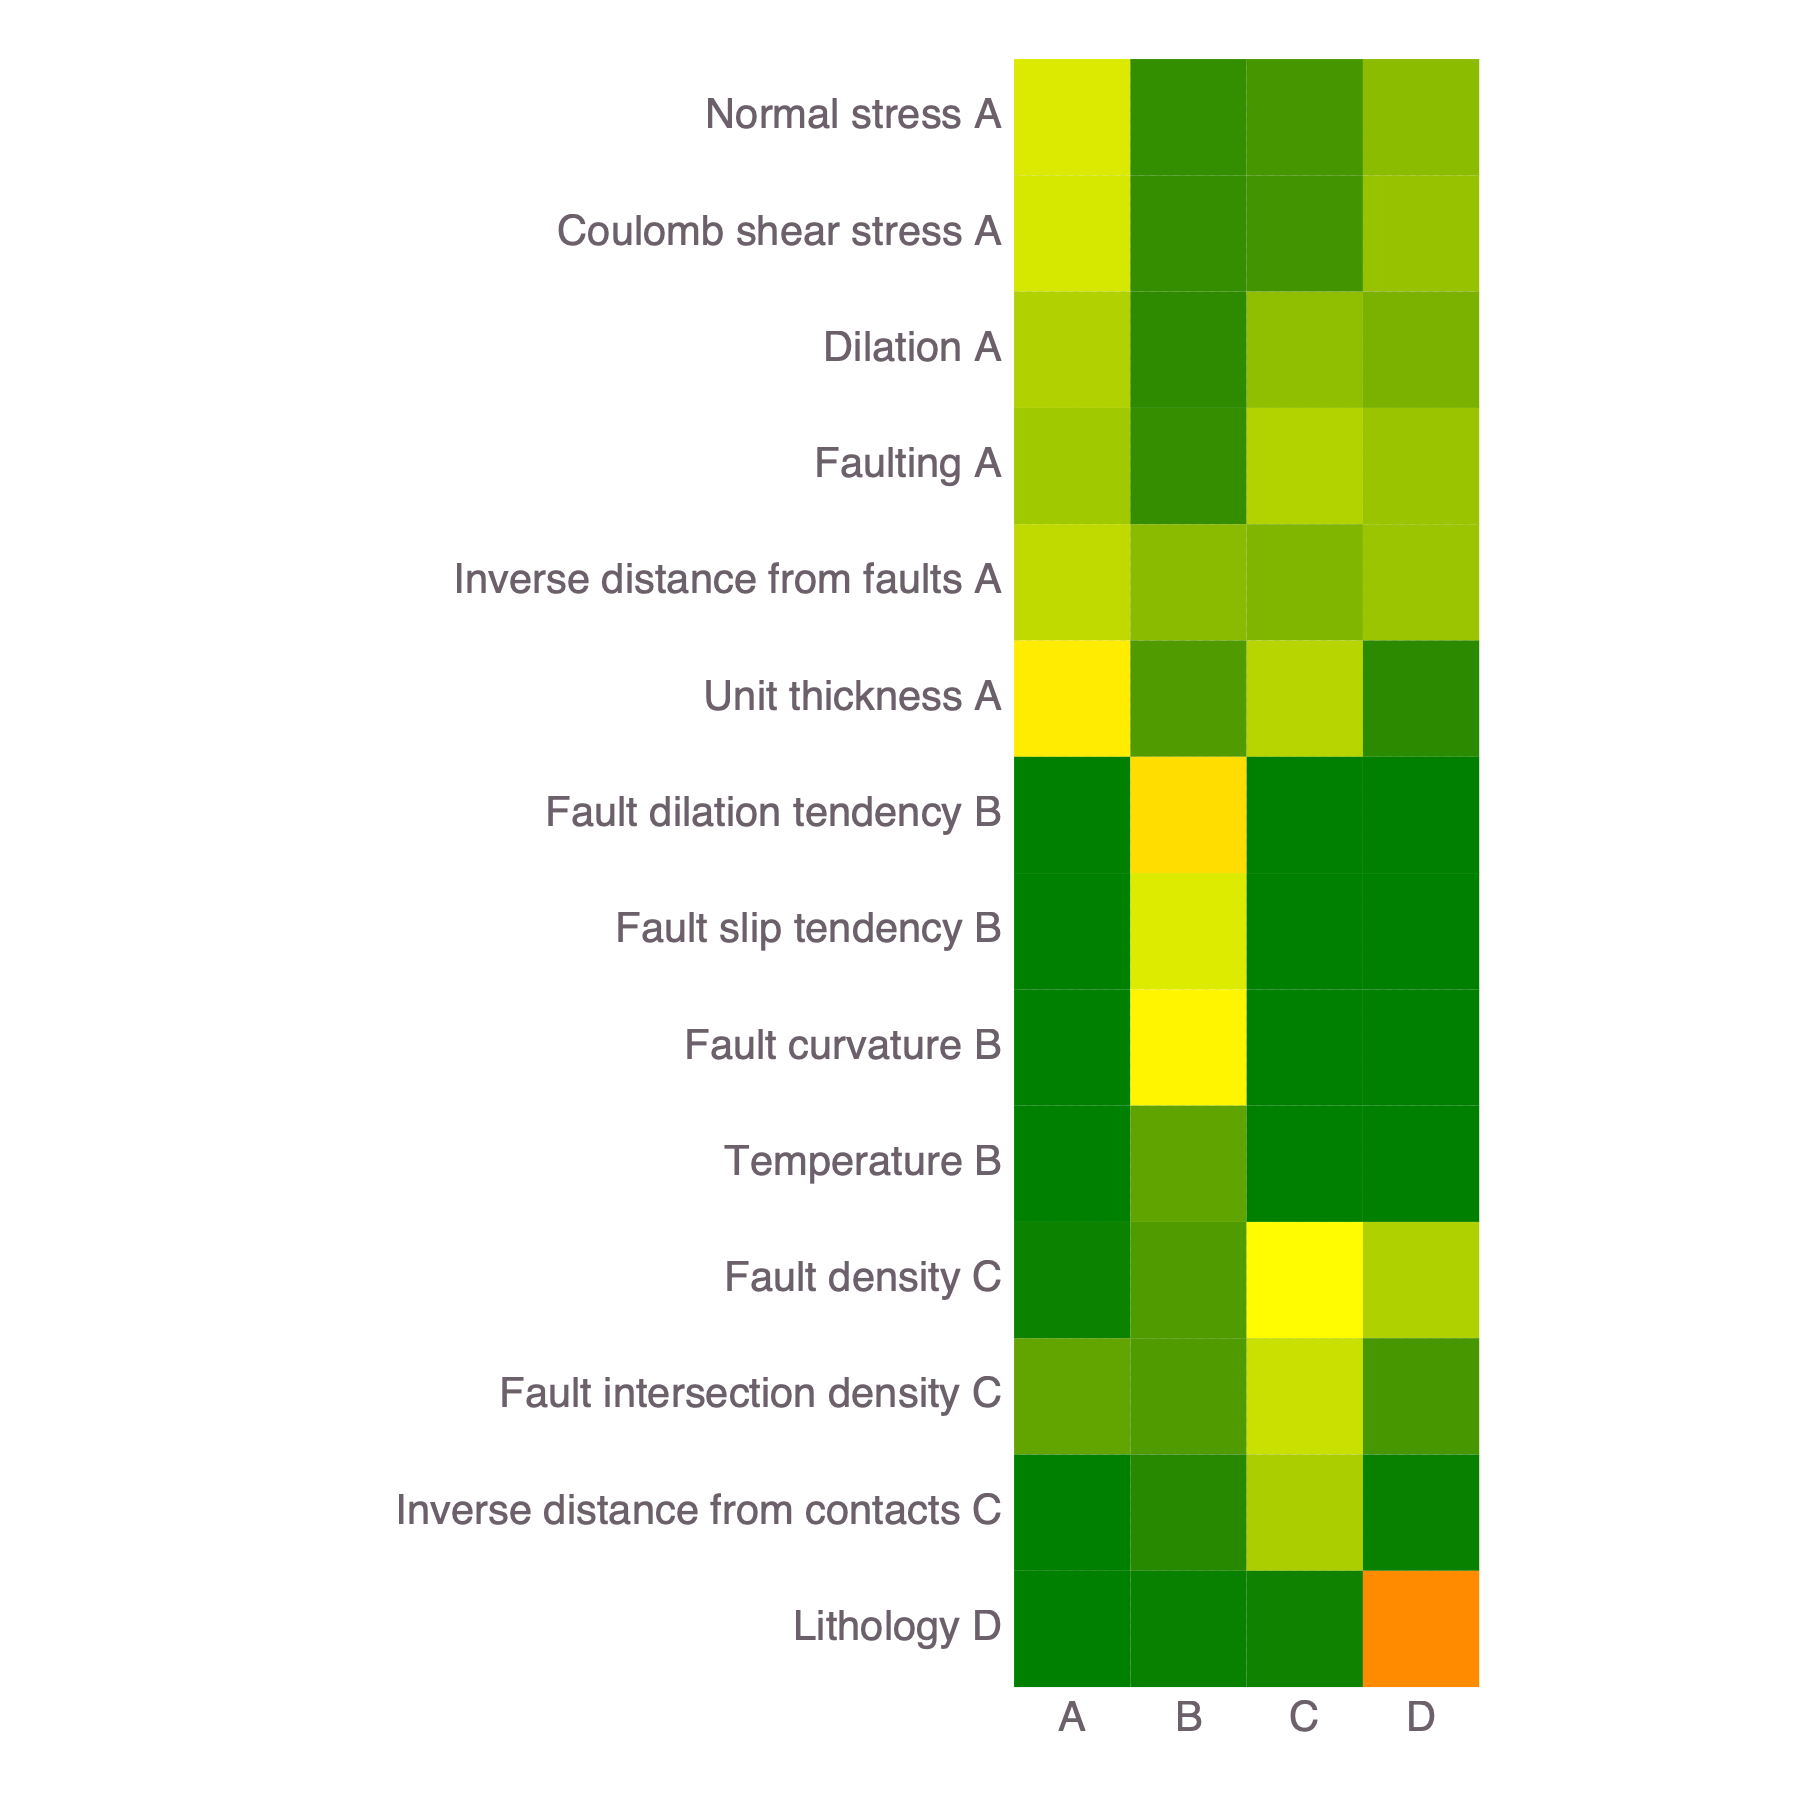 Normal stress A
Coulomb shear stress A
Dilation A
Faulting A
Inverse distance from faults A
Unit thickness A
Fault dilation tendency B
Fault slip tendency B
Fault curvature B
Temperature B
Fault density C
Fault intersection density C
Inverse distance from contacts C
Lithology D
A B C D